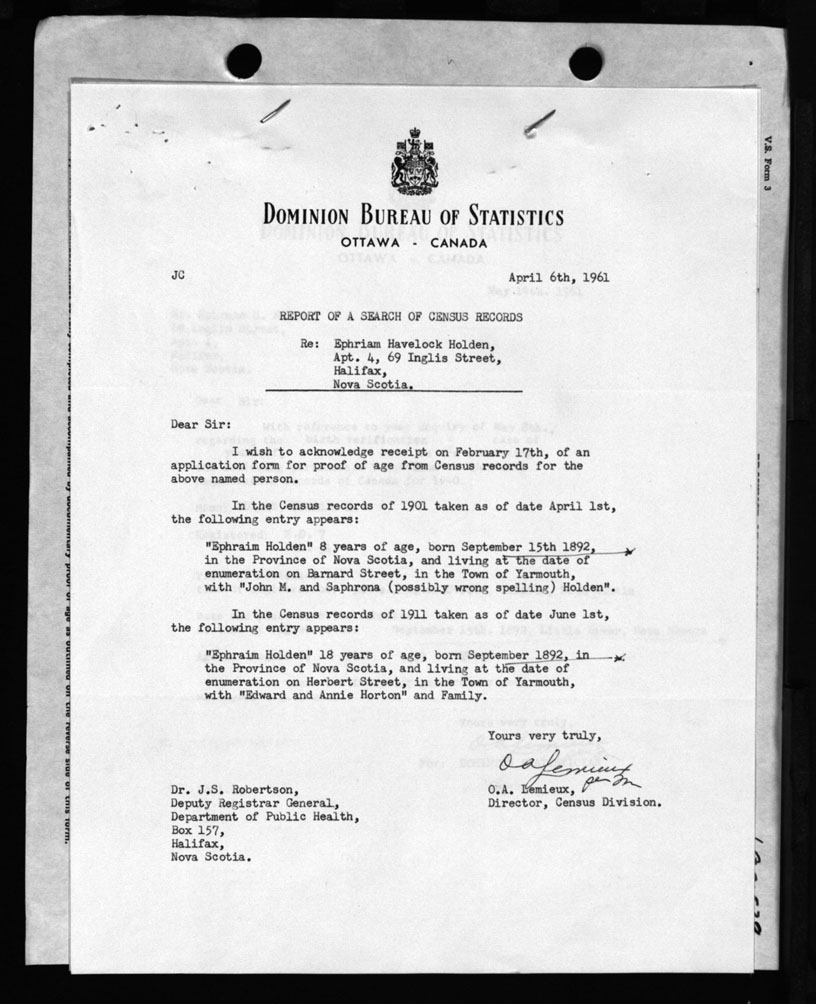 V.S. Form 3
DOMINION BUREAU OF STATISTICS
OTTAWA - CANADA
JC
April 6th, 1961
REPORT OF A SEARCH OF CENSUS RECORDS
Re: Ephriam Havelock Holden,
Apt. 4, 69 Inglis Street,
Halifax,
Nova Scotia.
Dear Sir:
I wish to acknowledge receipt on February 17th, of an
application form for proof of age from Census records for the
above named person.
In the Census records of 1901 taken as of date April 1st,
the following entry appears:
"Ephraim Holden" 8 years of age, born September 15th 1892,
in the Province of Nova Scotia, and living at the date of
enumeration on Barnard Street, in the Town of Yarmouth,
with "John M. and Saphrona (possibly wrong spelling) Holden".
In the Census records of 1911 taken as of date June 1st,
the following entry appears:
"Ephraim Holden" 18 years of age, born September 1892, in
the Province of Nova Scotia, and living at the date of
enumeration on Herbert Street, in the Town of Yarmouth,
with "Edward and Annie Horton" and Family.
Yours very truly,
O A Lemieux
per
O.A. Lemieux,
Director, Census Division.
Dr. J.S. Robertson,
Deputy Registrar General,
Department of Public Health,
Box 157,
Halifax,
Nova Scotia.